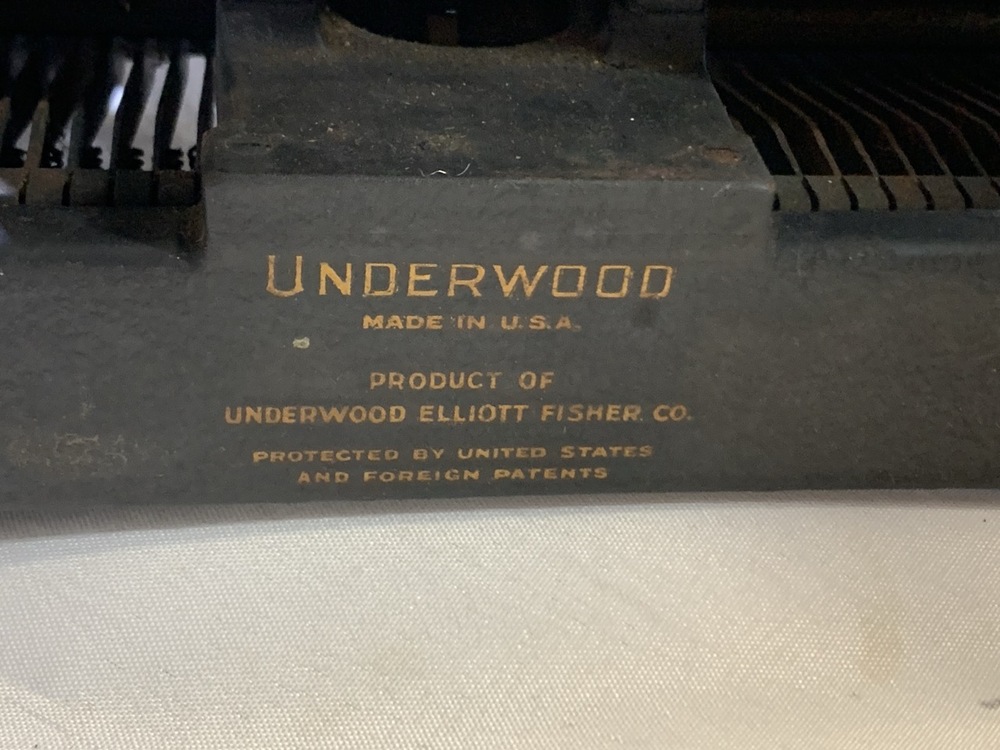 UNDERWOOD
MADE IN U.S.A.
PRODUCT OF
UNDERWOOD ELLIOTT FISHER CO.
PROTECTED BY UNITED STATES
AND FOREIGN PATENTS